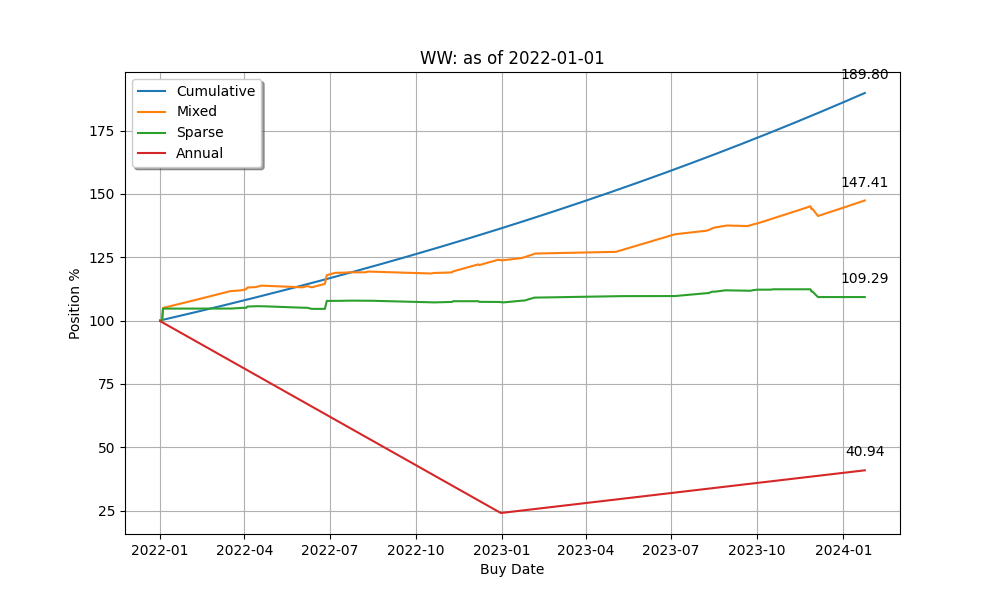 WW: as of 2022-01-01
189.80
Cumulative
Mixed
Sparse
Annual
175
150
125
100
75
50
25
147.41
109.29
40.94
Position %
2022-01 2022-04 2022-07 2022-10 2023-01 2023-04 2023-07 2023-10 2024-01
Buy Date